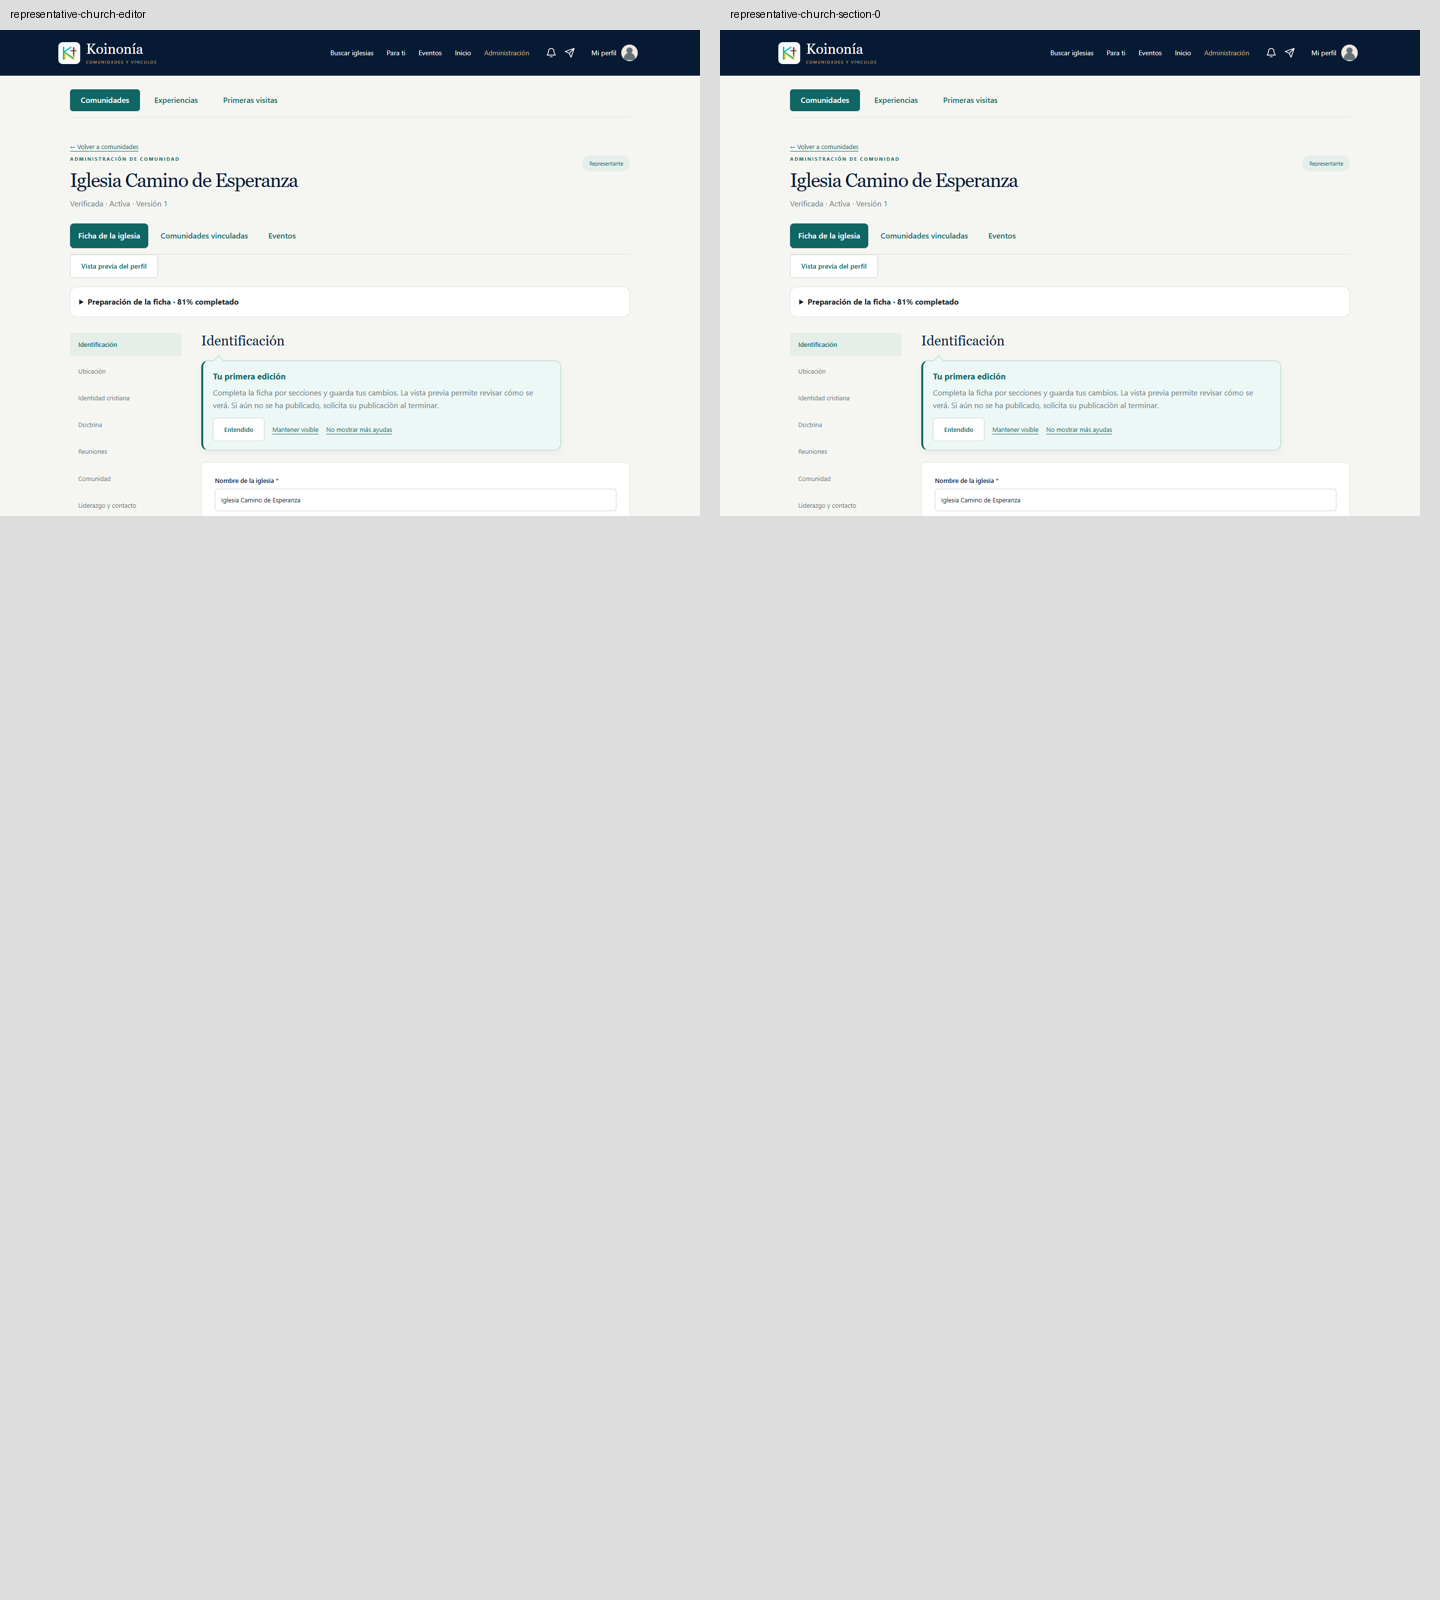 representative-church-editor
Koinonía
COMUNIDADES Y VÍNCULOS
Buscar iglesias Para ti Eventos Inicio Administración Mi perfil
Comunidades Experiencias Primeras visitas
← Volver a comunidades
ADMINISTRACIÓN DE COMUNIDAD
Representante
Iglesia Camino de Esperanza
Verificada · Activa · Versión 1
Ficha de la iglesia Comunidades vinculadas Eventos
Vista previa del perfil
▶ Preparación de la ficha · 81% completado
Identificación
Ubicación
Identidad cristiana
Doctrina
Reuniones
Comunidad
Liderazgo y contacto
Identificación
Tu primera edición
Completa la ficha por secciones y guarda tus cambios. La vista previa permite revisar cómo se
verá. Si aún no se ha publicado, solicita su publicación al terminar.
Entendido Mantener visible No mostrar más ayudas
Nombre de la iglesia *
Iglesia Camino de Esperanza
representative-church-section-0
Koinonía
COMUNIDADES Y VÍNCULOS
Buscar iglesias Para ti Eventos Inicio Administración Mi perfil
Comunidades Experiencias Primeras visitas
← Volver a comunidades
ADMINISTRACIÓN DE COMUNIDAD
Representante
Iglesia Camino de Esperanza
Verificada · Activa · Versión 1
Ficha de la iglesia Comunidades vinculadas Eventos
Vista previa del perfil
▶ Preparación de la ficha · 81% completado
Identificación
Ubicación
Identidad cristiana
Doctrina
Reuniones
Comunidad
Liderazgo y contacto
Identificación
Tu primera edición
Completa la ficha por secciones y guarda tus cambios. La vista previa permite revisar cómo se
verá. Si aún no se ha publicado, solicita su publicación al terminar.
Entendido Mantener visible No mostrar más ayudas
Nombre de la iglesia *
Iglesia Camino de Esperanza